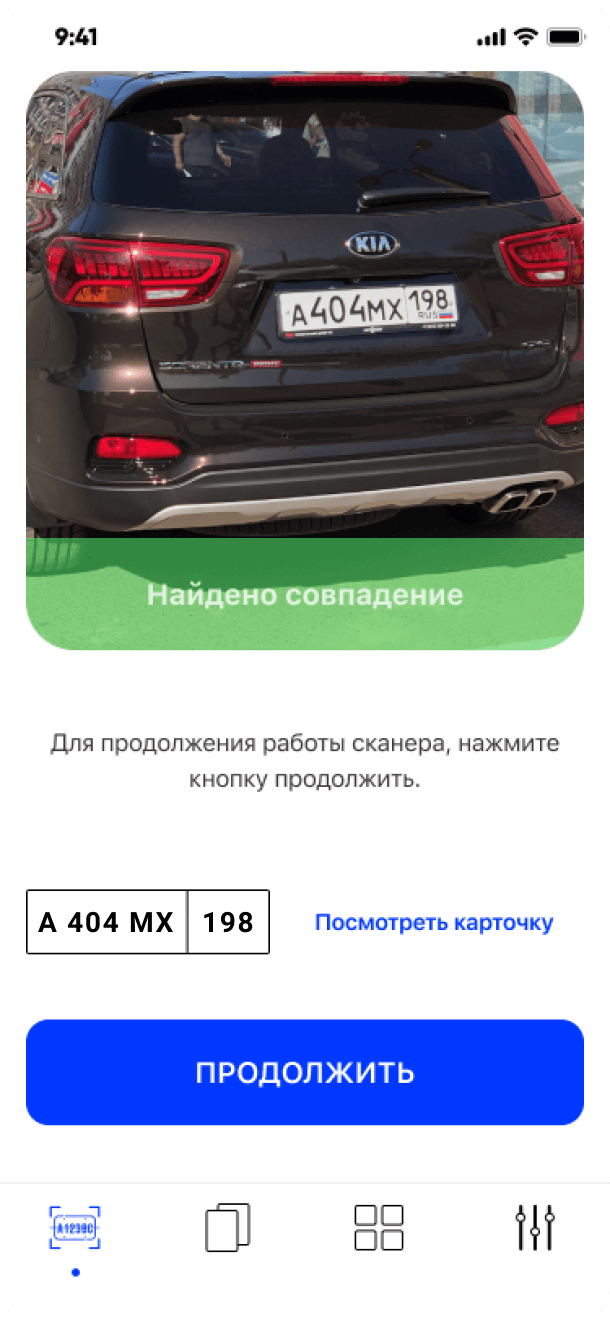 9:41
KIA
А404МХ 198
RUS
SORENTO PRIME
Найдено совпадение
Для продолжения работы сканера, нажмите
кнопку продолжить.
А 404 МХ 198
Посмотреть карточку
ПРОДОЛЖИТЬ
А123ВС